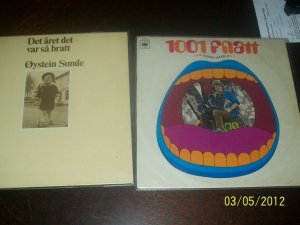 Det året det
var så bratt
Øystein Sunde
1001 FNATT
03/05/2012